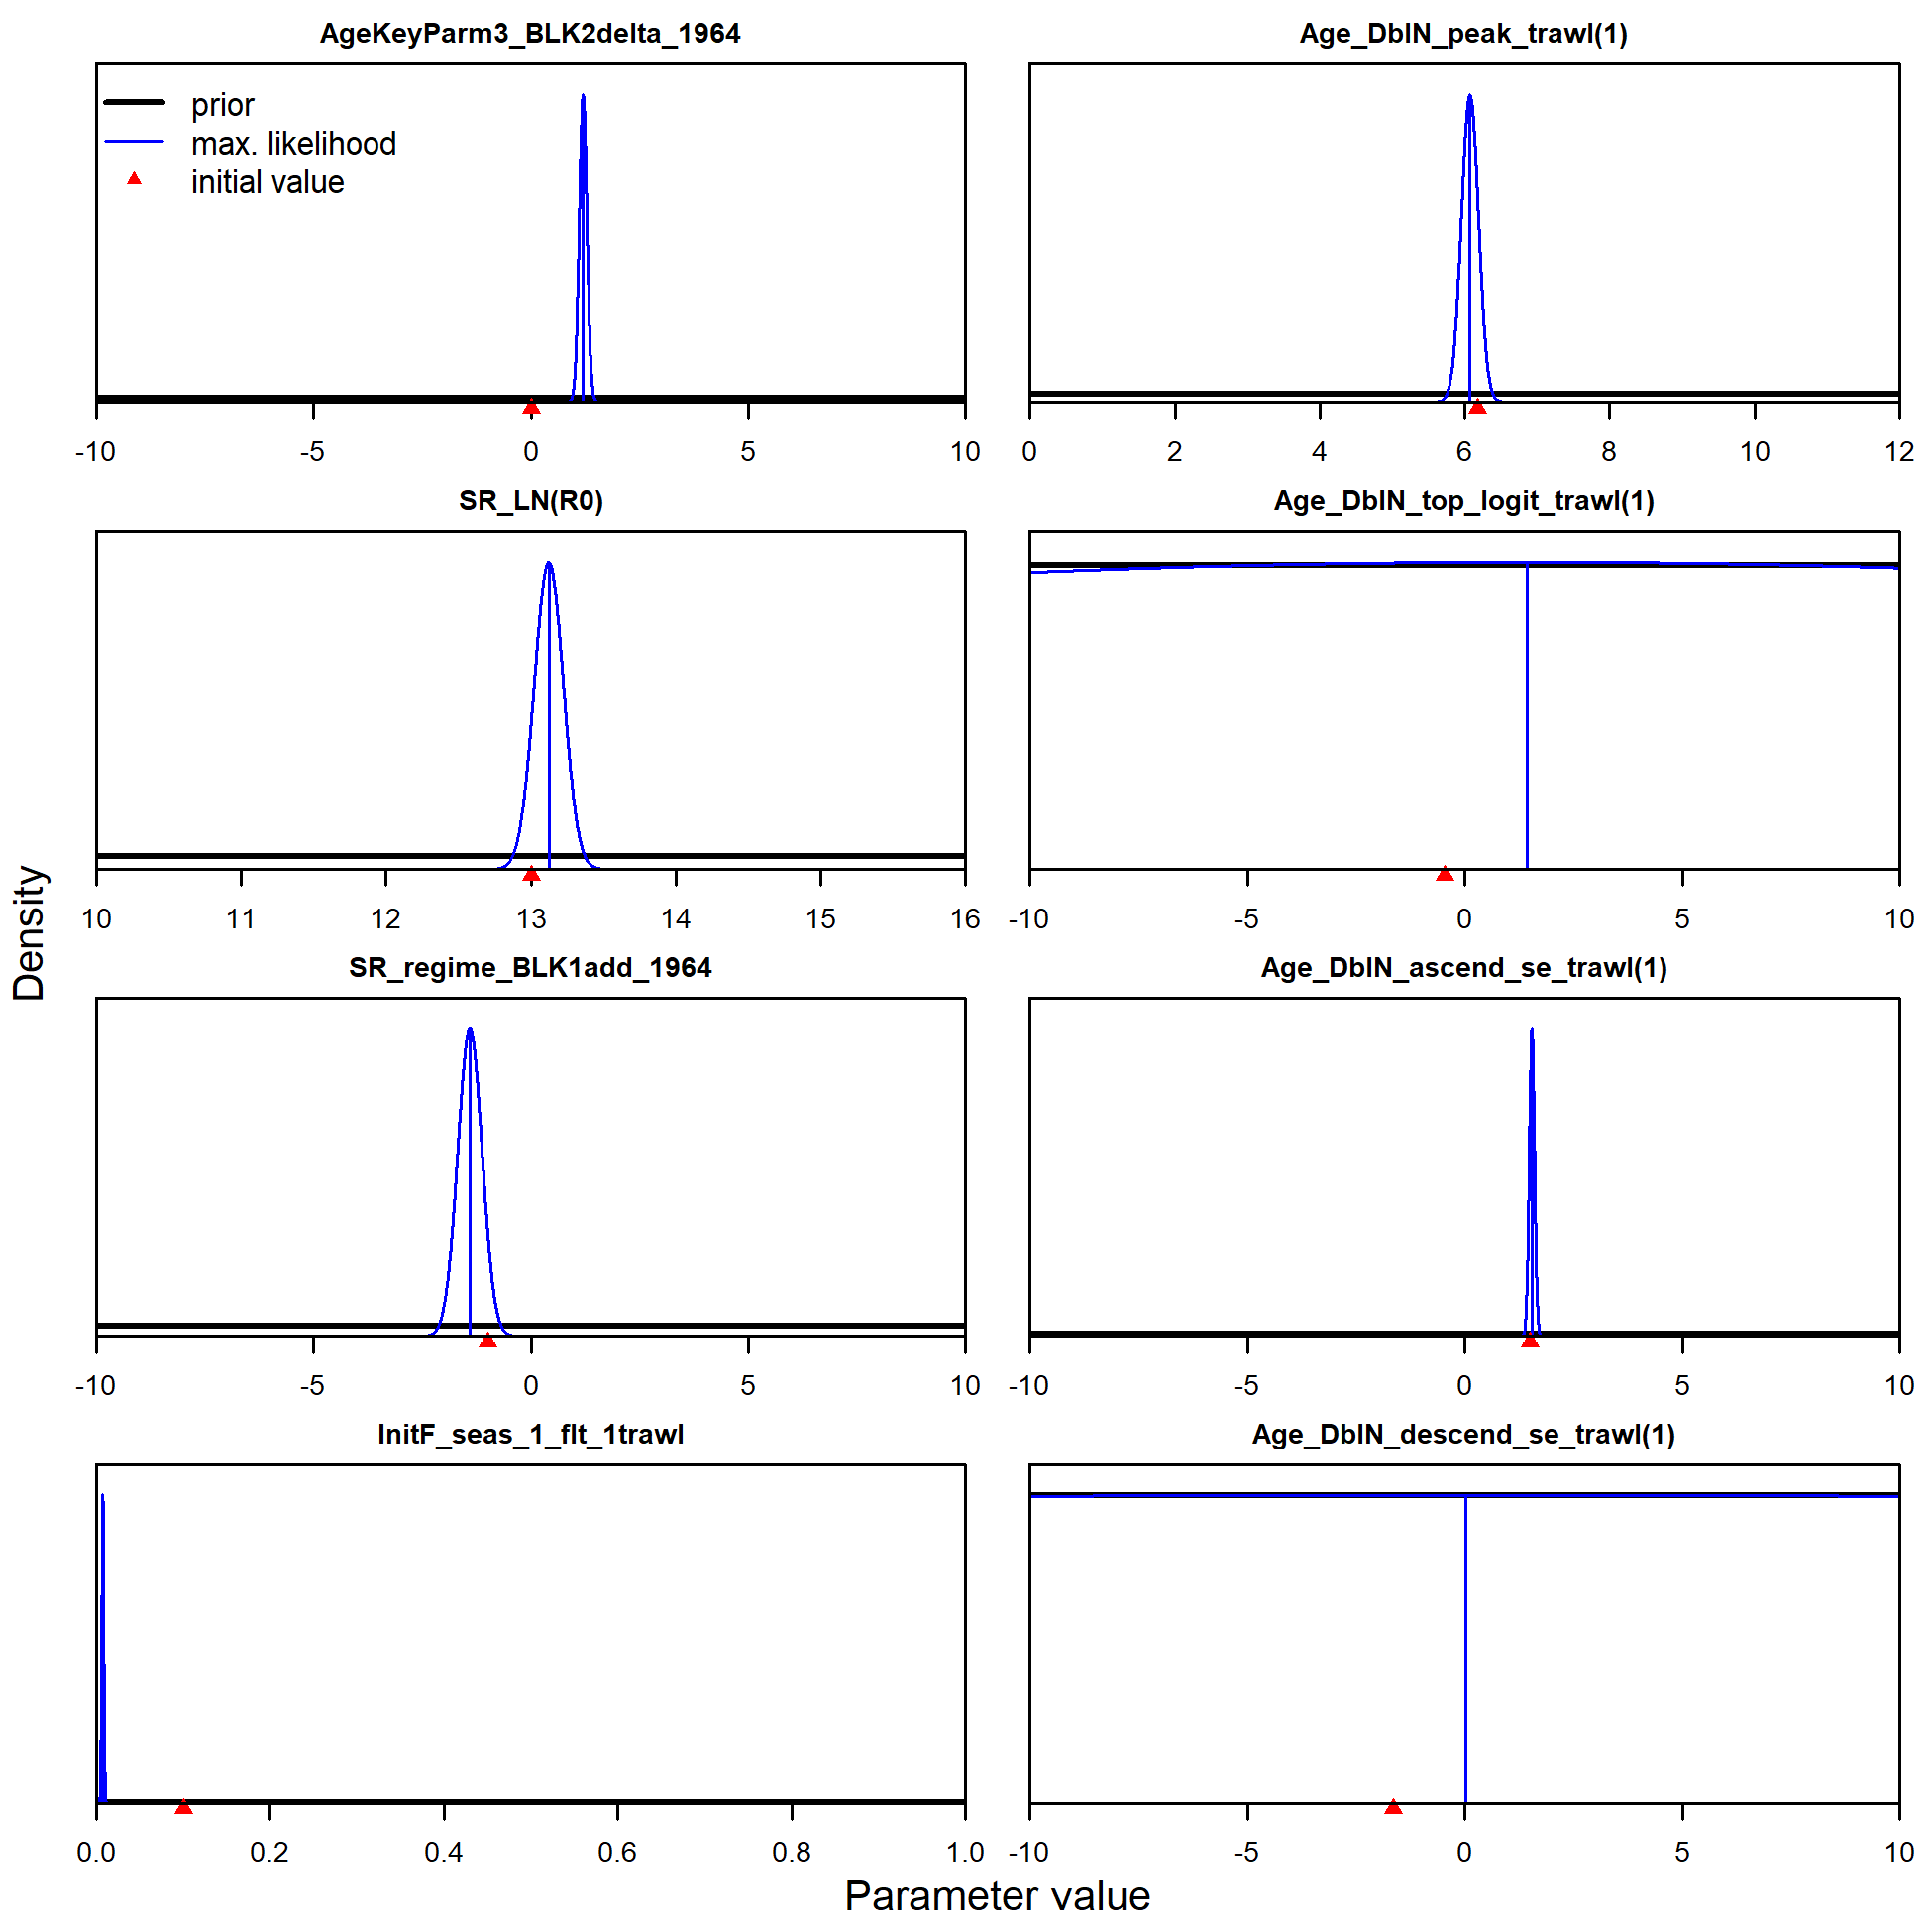 AgeKeyParm3_BLK2delta_1964
prior
max. likelihood
initial value
-10 -5 0 5 10
Age_DblN_peak_trawl(1)
0 2 4 6 8 10 12
SR_LN(R0)
10 11 12 13 14 15 16
Age_DblN_top_logit_trawl(1)
-10 -5 0 5 10
SR_regime_BLK1add_1964
-10 -5 0 5 10
Age_DblN_ascend_se_trawl(1)
-10 -5 0 5 10
InitF_seas_1_flt_1trawl
0.0 0.2 0.4 0.6 0.8 1.0
Age_DblN_descend_se_trawl(1)
-10 -5 0 5 10
Density
Parameter value